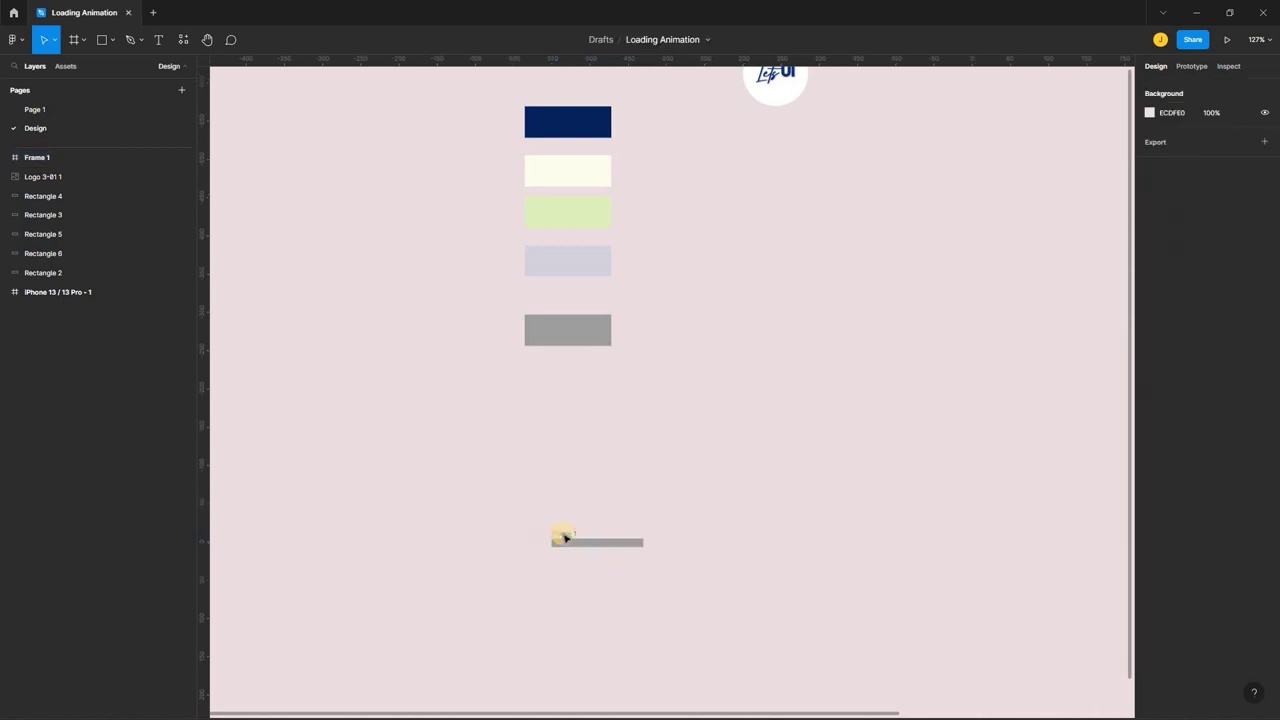 Loading Animation
Drafts / Loading Animation
Share
127%
Layers
Assets
Design
Pages
Page 1
Design
Frame 1
Logo 3-01 1
Rectangle 4
Rectangle 3
Rectangle 5
Rectangle 6
Rectangle 2
iPhone 13 / 13 Pro - 1
J
Let's UI
Design
Prototype
Inspect
Background
ECDFE0
100%
Export
?